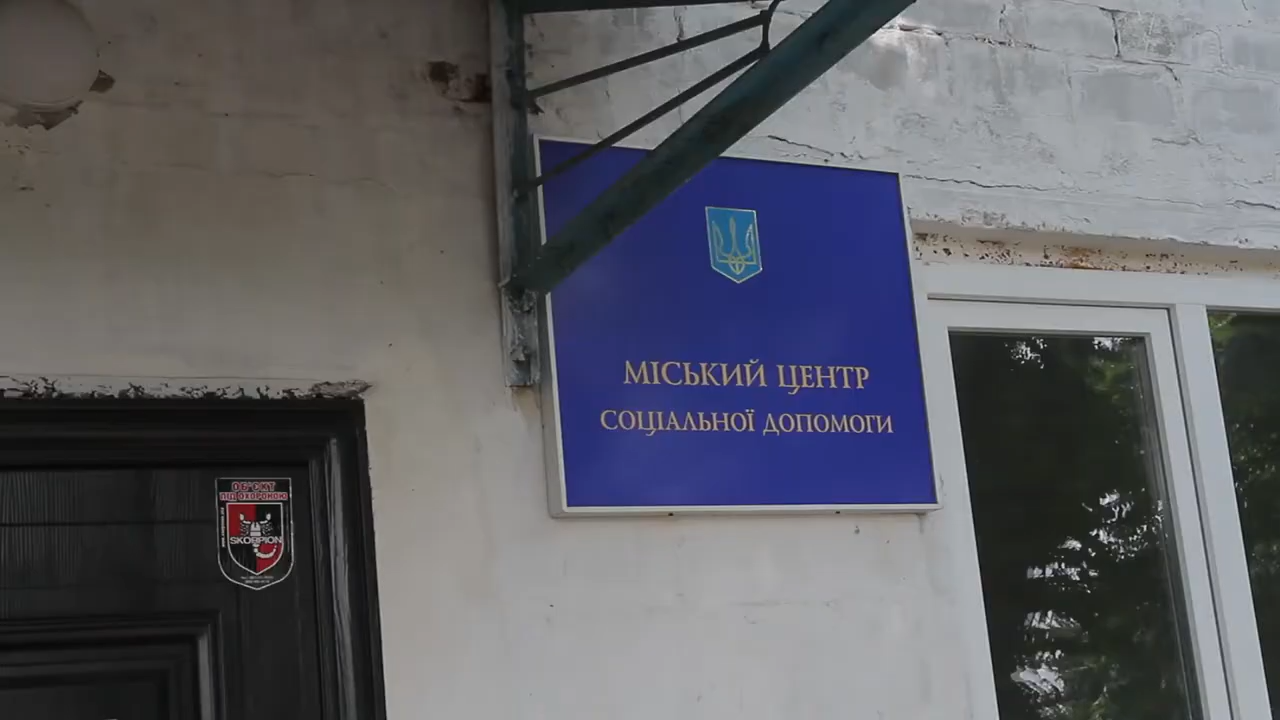 МІСЬКИЙ ЦЕНТР
СОЦІАЛЬНОЇ ДОПОМОГИ
ОБ'ЄКТ
ПІД ОХОРОНОЮ
SKORPION